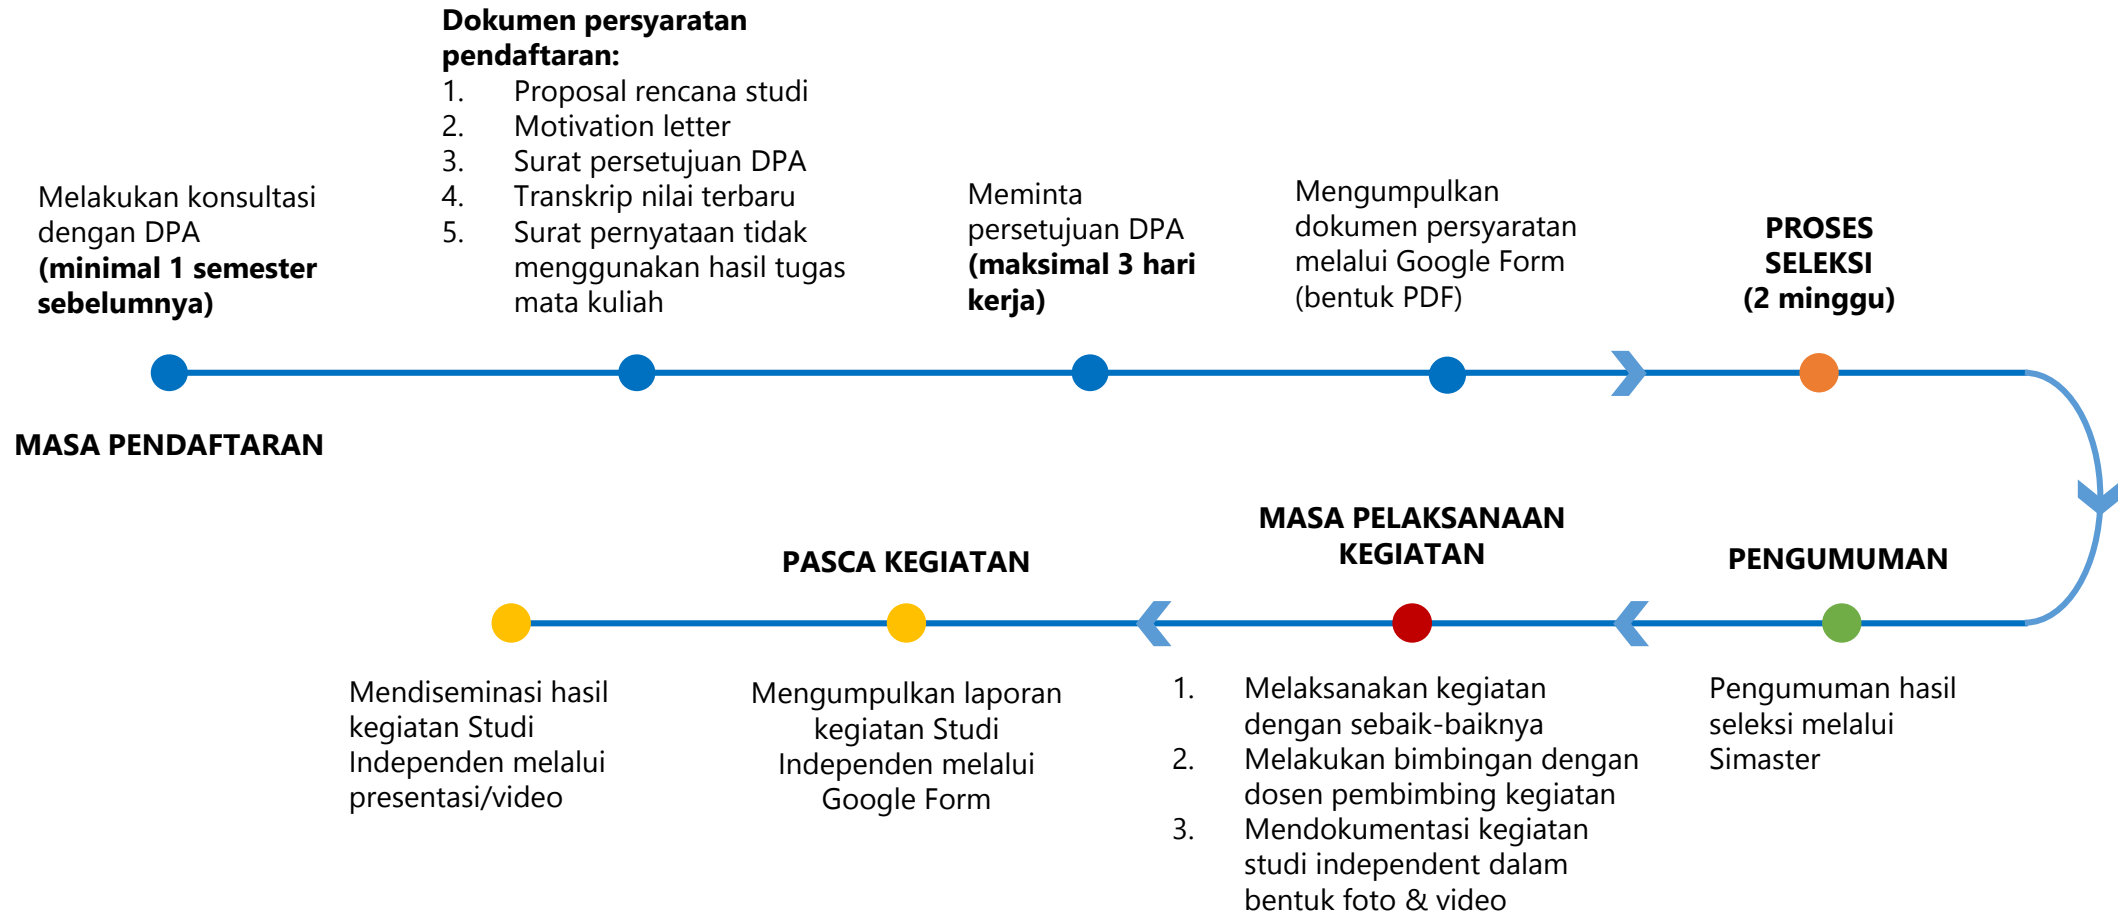 Melakukan konsultasi
dengan DPA
(minimal 1 semester
sebelumnya)
Dokumen persyaratan
pendaftaran:
1. Proposal rencana studi
2. Motivation letter
3. Surat persetujuan DPA
4. Transkrip nilai terbaru
5. Surat pernyataan tidak
menggunakan hasil tugas
mata kuliah
Meminta
persetujuan DPA
(maksimal 3 hari
kerja)
Mengumpulkan
dokumen persyaratan
melalui Google Form
(bentuk PDF)
PROSES
SELEKSI
(2 minggu)
MASA PENDAFTARAN
PENGUMUMAN
Pengumuman hasil
seleksi melalui
Simaster
MASA PELAKSANAAN
KEGIATAN
1. Melaksanakan kegiatan
dengan sebaik-baiknya
2. Melakukan bimbingan dengan
dosen pembimbing kegiatan
3. Mendokumentasi kegiatan
studi independent dalam
bentuk foto & video
PASCA KEGIATAN
Mengumpulkan laporan
kegiatan Studi
Independen melalui
Google Form
Mendiseminasi hasil
kegiatan Studi
Independen melalui
presentasi/video